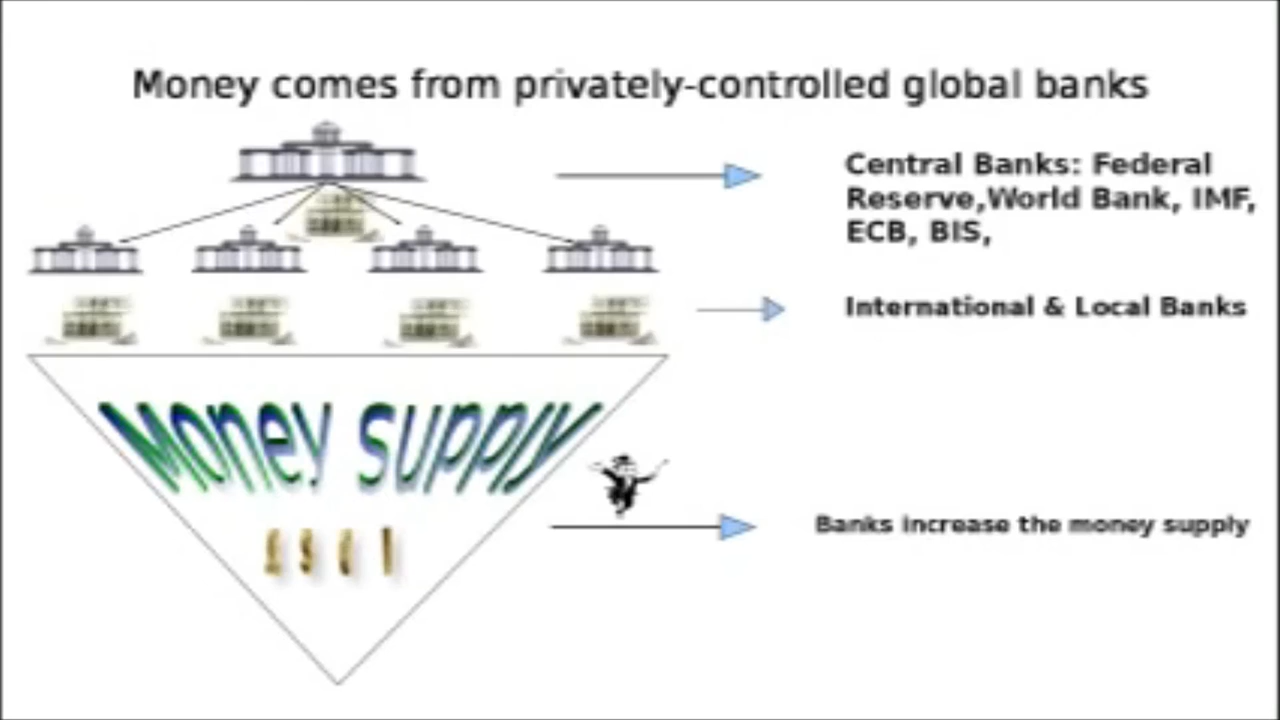 Money comes from privately-controlled global banks
Central Banks: Federal
Reserve,World Bank, IMF,
ECB, BIS,
International & Local Banks
Money supply
Banks increase the money supply